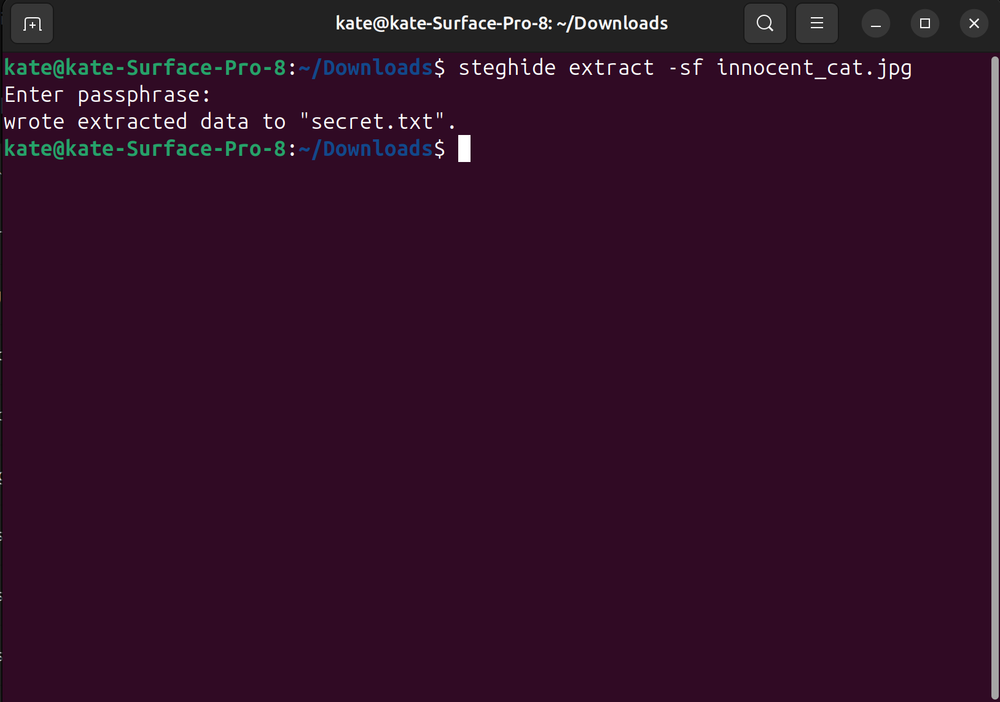 kate@kate-Surface-Pro-8: ~/Downloads
kate@kate-Surface-Pro-8:~/Downloads$ steghide extract -sf innocent_cat.jpg
Enter passphrase:
wrote extracted data to "secret.txt".
kate@kate-Surface-Pro-8:~/Downloads$